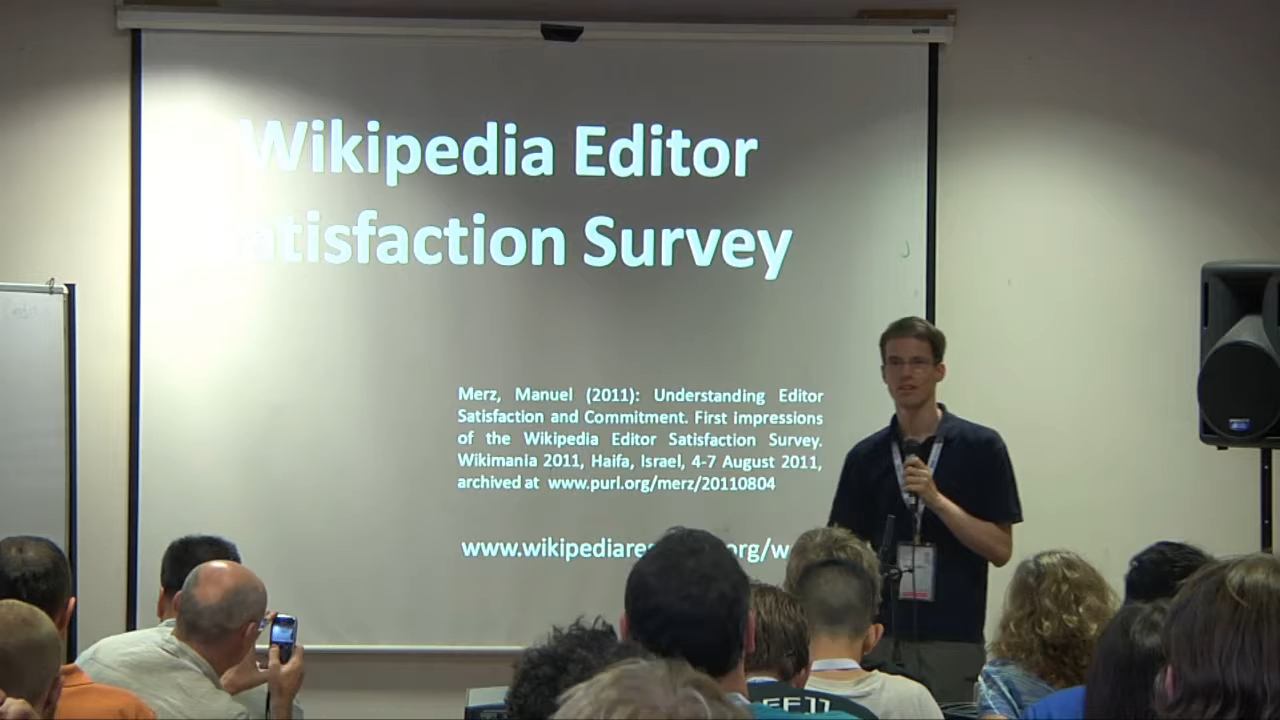 Wikipedia Editor
Satisfaction Survey
Merz, Manuel (2011): Understanding Editor
Satisfaction and Commitment. First impressions
of the Wikipedia Editor Satisfaction Survey.
Wikimania 2011, Haifa, Israel, 4-7 August 2011,
archived at www.purl.org/merz/20110804